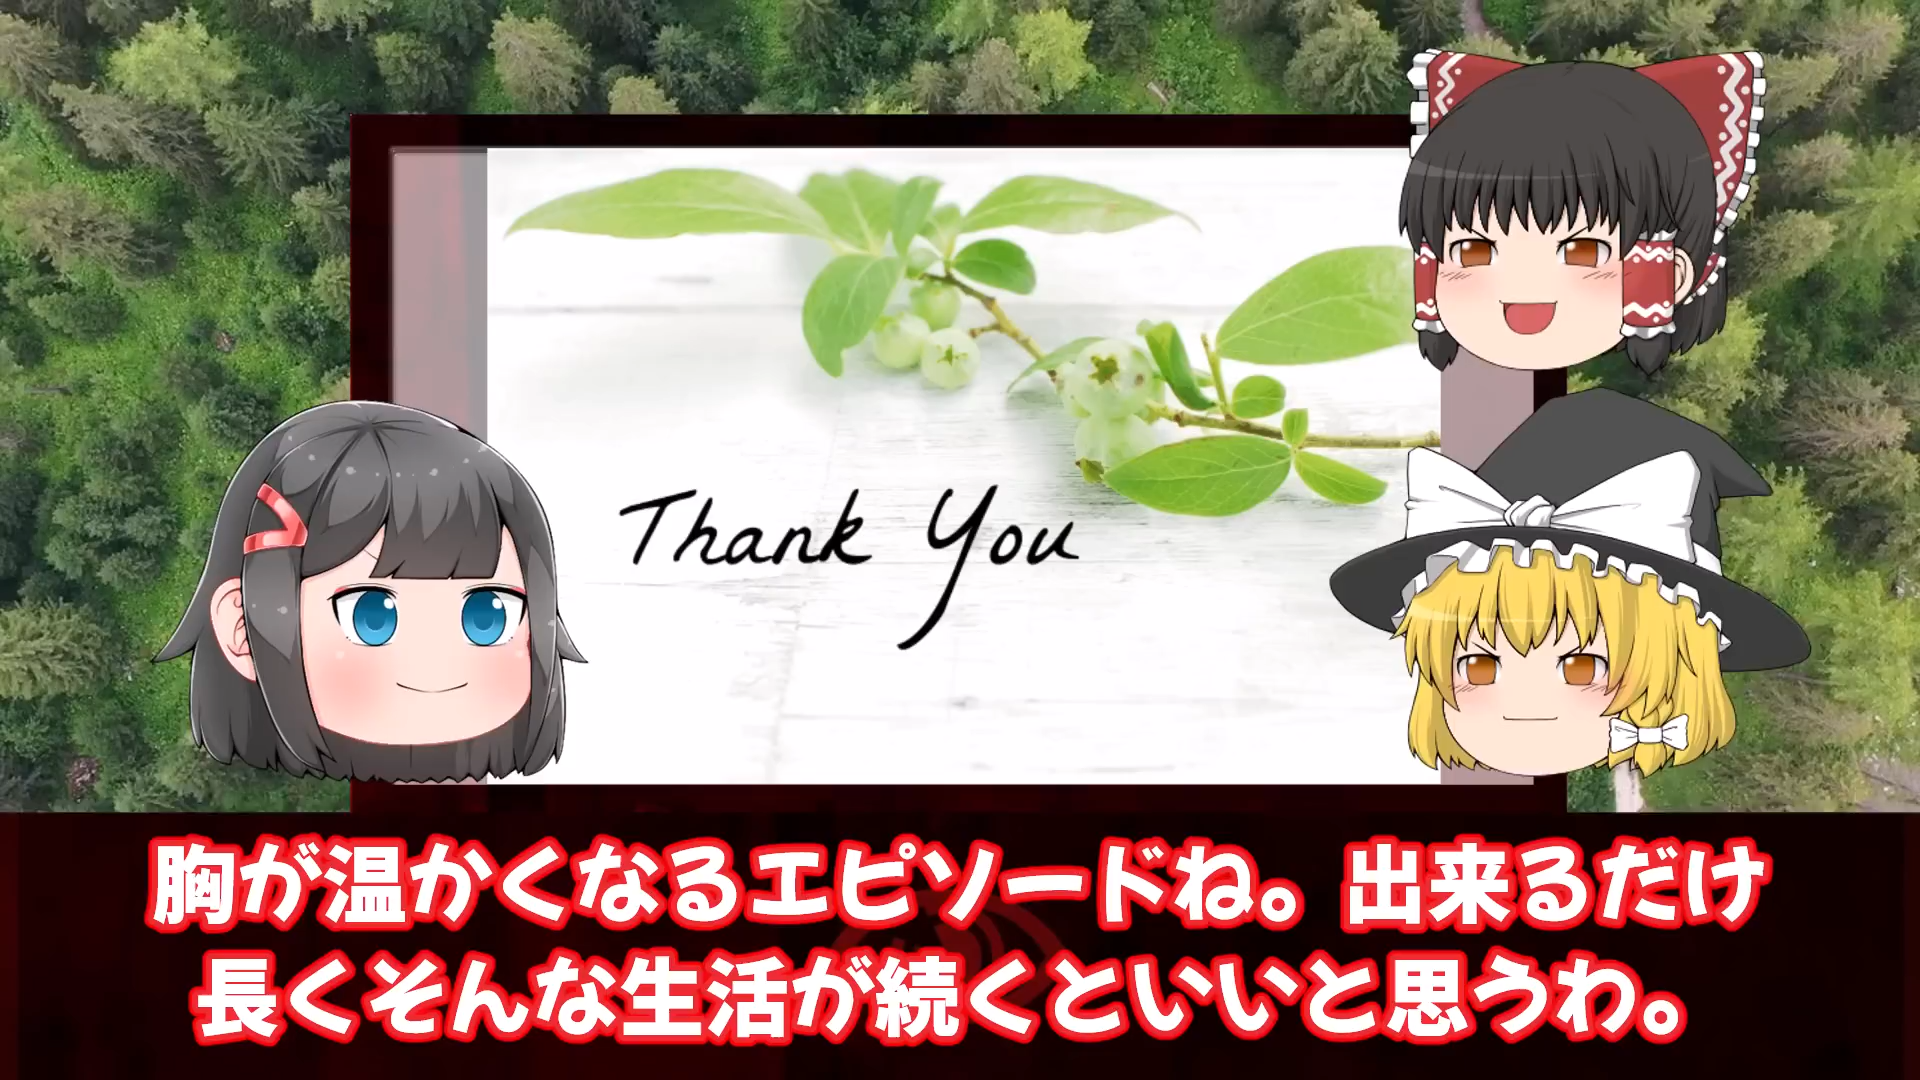 Thank You
胸が温かくなるエピソードね。出来るだけ
長くそんな生活が続くといいと思うわ。